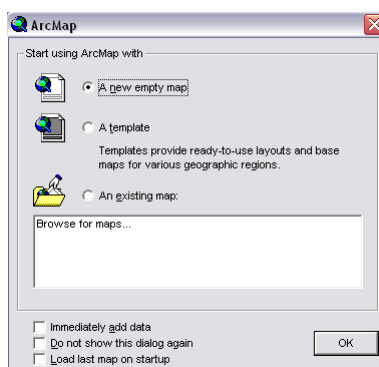 ArcMap
Start using ArcMap with
A new empty map
A template
Templates provide ready-to-use layouts and base
maps for various geographic regions.
An existing map:
Browse for maps...
Immediately add data
Do not show this dialog again
Load last map on startup
OK